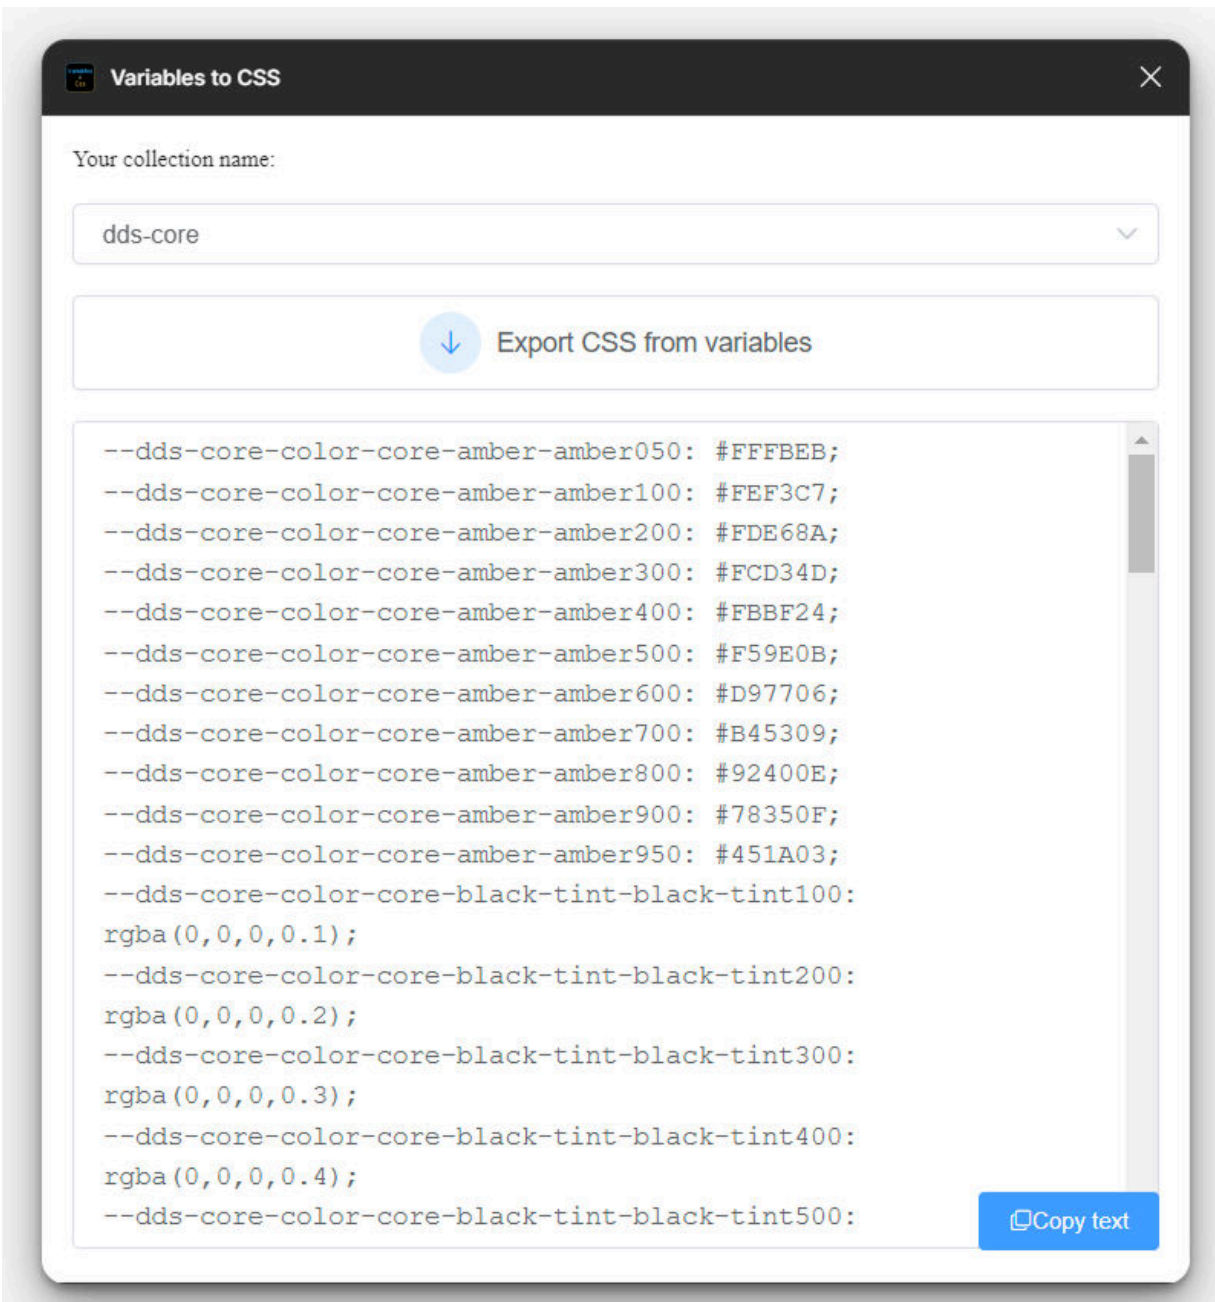 Variables to CSS
Your collection name:
dds-core
Export CSS from variables
--dds-core-color-core-amber-amber050: #FFFBEB;
--dds-core-color-core-amber-amber100: #FEF3C7;
--dds-core-color-core-amber-amber200: #FDE68A;
--dds-core-color-core-amber-amber300: #FCD34D;
--dds-core-color-core-amber-amber400: #FBBF24;
--dds-core-color-core-amber-amber500: #F59E0B;
--dds-core-color-core-amber-amber600: #D97706;
--dds-core-color-core-amber-amber700: #B45309;
--dds-core-color-core-amber-amber800: #92400E;
--dds-core-color-core-amber-amber900: #78350F;
--dds-core-color-core-amber-amber950: #451A03;
--dds-core-color-core-black-tint-black-tint100:
rgba(0,0,0,0.1);
--dds-core-color-core-black-tint-black-tint200:
rgba(0,0,0,0.2);
--dds-core-color-core-black-tint-black-tint300:
rgba(0,0,0,0.3);
--dds-core-color-core-black-tint-black-tint400:
rgba(0,0,0,0.4);
--dds-core-color-core-black-tint-black-tint500:
Copy text